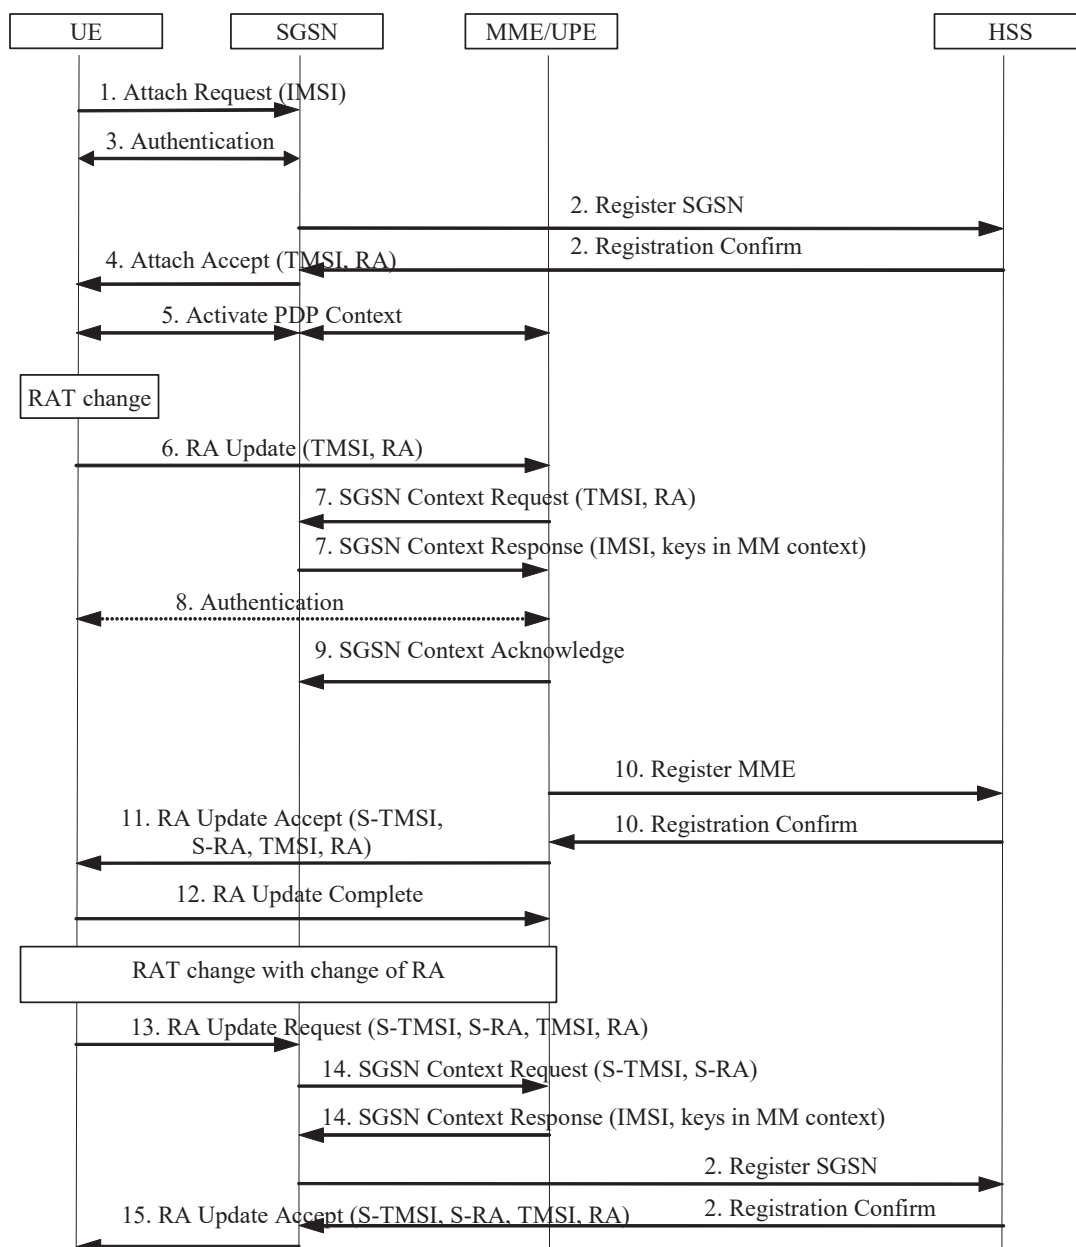 UE SGSN MME/UPE HSS
1. Attach Request (IMSI)
3. Authentication
2. Register SGSN
2. Registration Confirm
4. Attach Accept (TMSI, RA)
5. Activate PDP Context
RAT change
6. RA Update (TMSI, RA)
7. SGSN Context Request (TMSI, RA)
7. SGSN Context Response (IMSI, keys in MM context)
8. Authentication
9. SGSN Context Acknowledge
10. Register MME
11. RA Update Accept (S-TMSI,
S-RA, TMSI, RA)
10. Registration Confirm
12. RA Update Complete
RAT change with change of RA
13. RA Update Request (S-TMSI, S-RA, TMSI, RA)
14. SGSN Context Request (S-TMSI, S-RA)
14. SGSN Context Response (IMSI, keys in MM context)
2. Register SGSN
2. Registration Confirm
15. RA Update Accept (S-TMSI, S-RA, TMSI, RA)